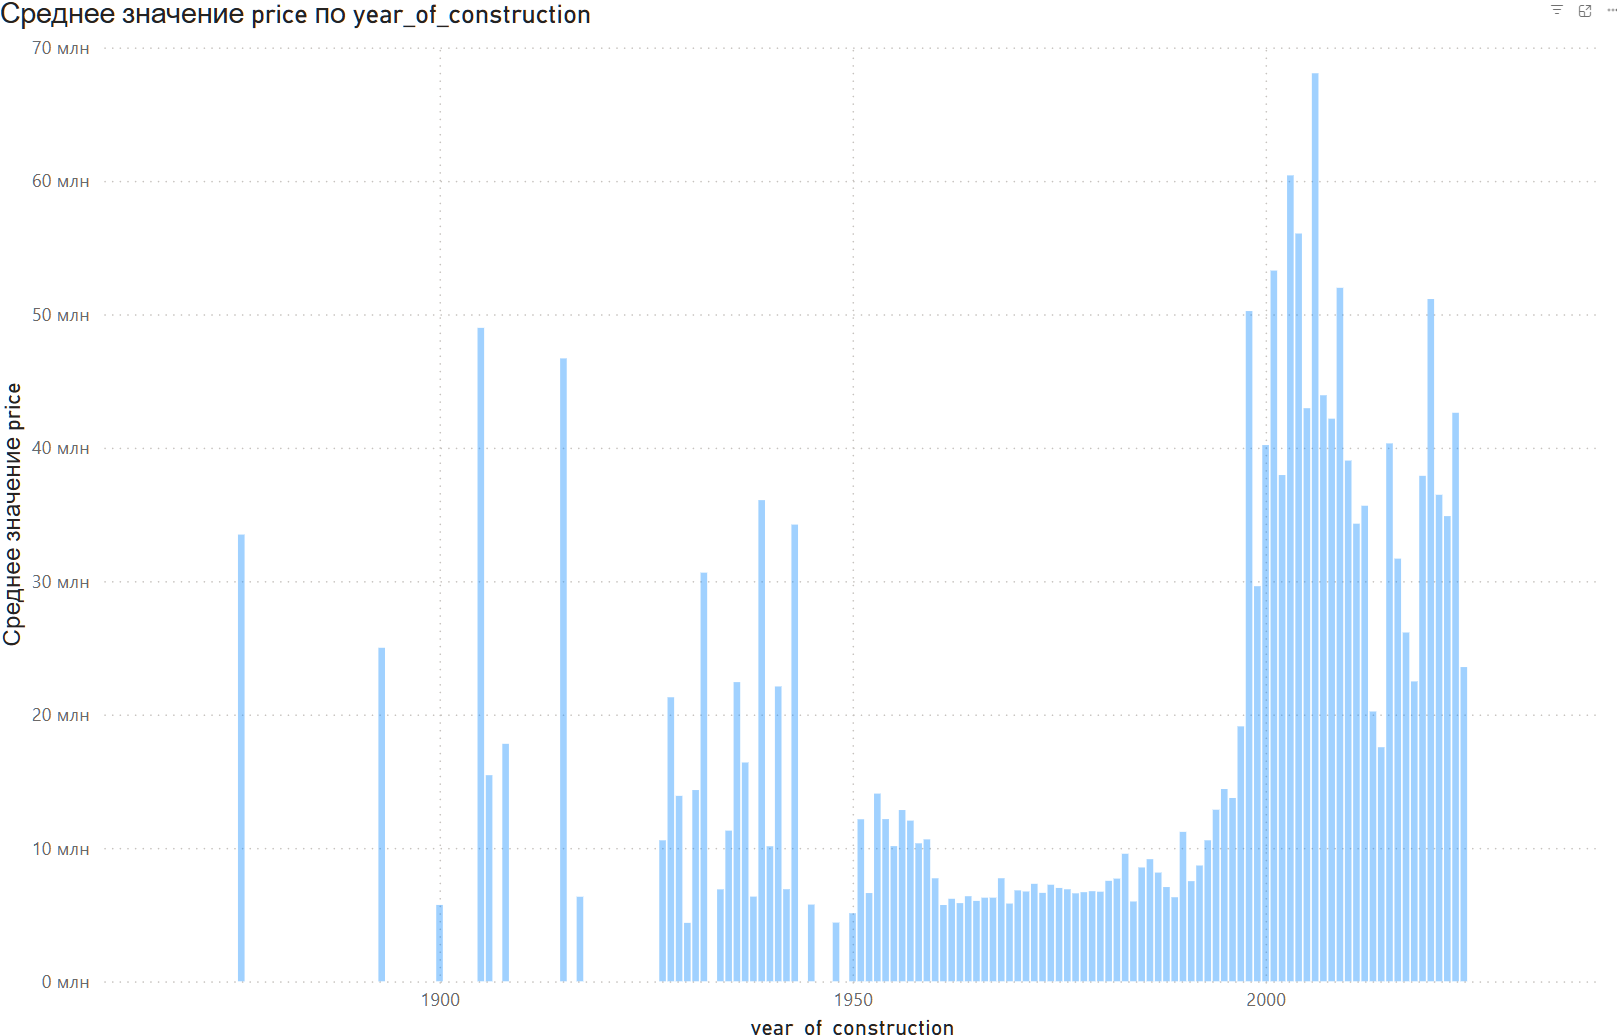 Среднее значение price по year_of_construction
70 млн
60 млн
50 млн
40 млн
30 млн
20 млн
10 млн
0 млн
Среднее значение price
1900
1950
2000
year_of_construction